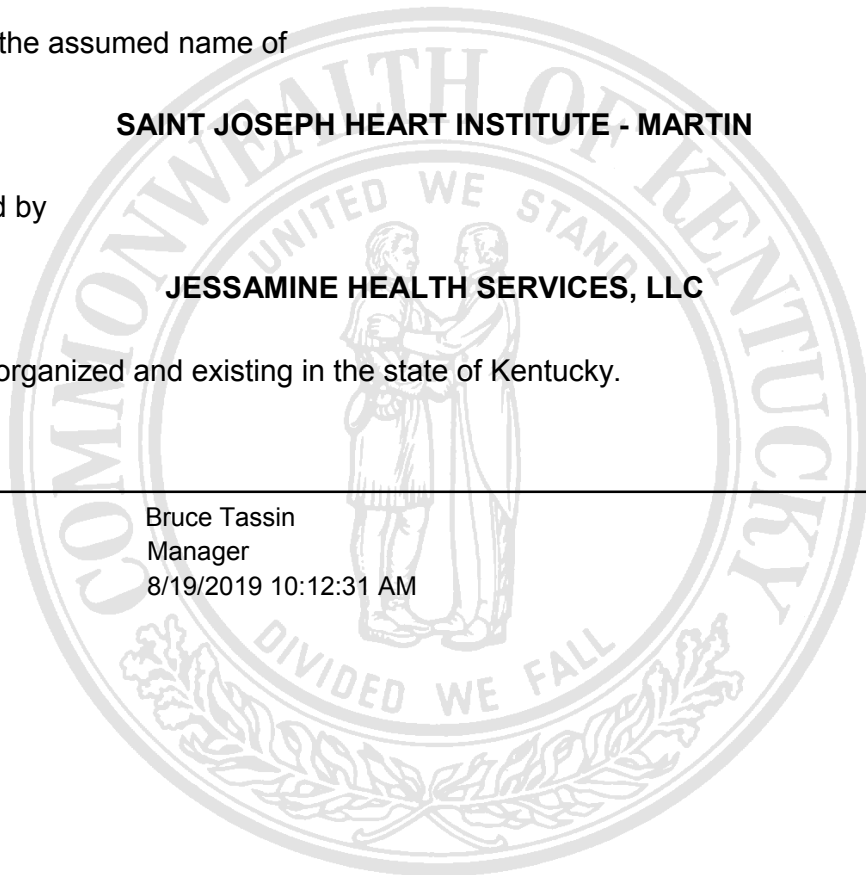 the assumed name of
SAINT JOSEPH HEART INSTITUTE - MARTIN
d by
JESSAMINE HEALTH SERVICES, LLC
organized and existing in the state of Kentucky.
Bruce Tassin
Manager
8/19/2019 10:12:31 AM
COMMONWEALTH OF KENTUCKY
UNITED WE STAND
DIVIDED WE FALL